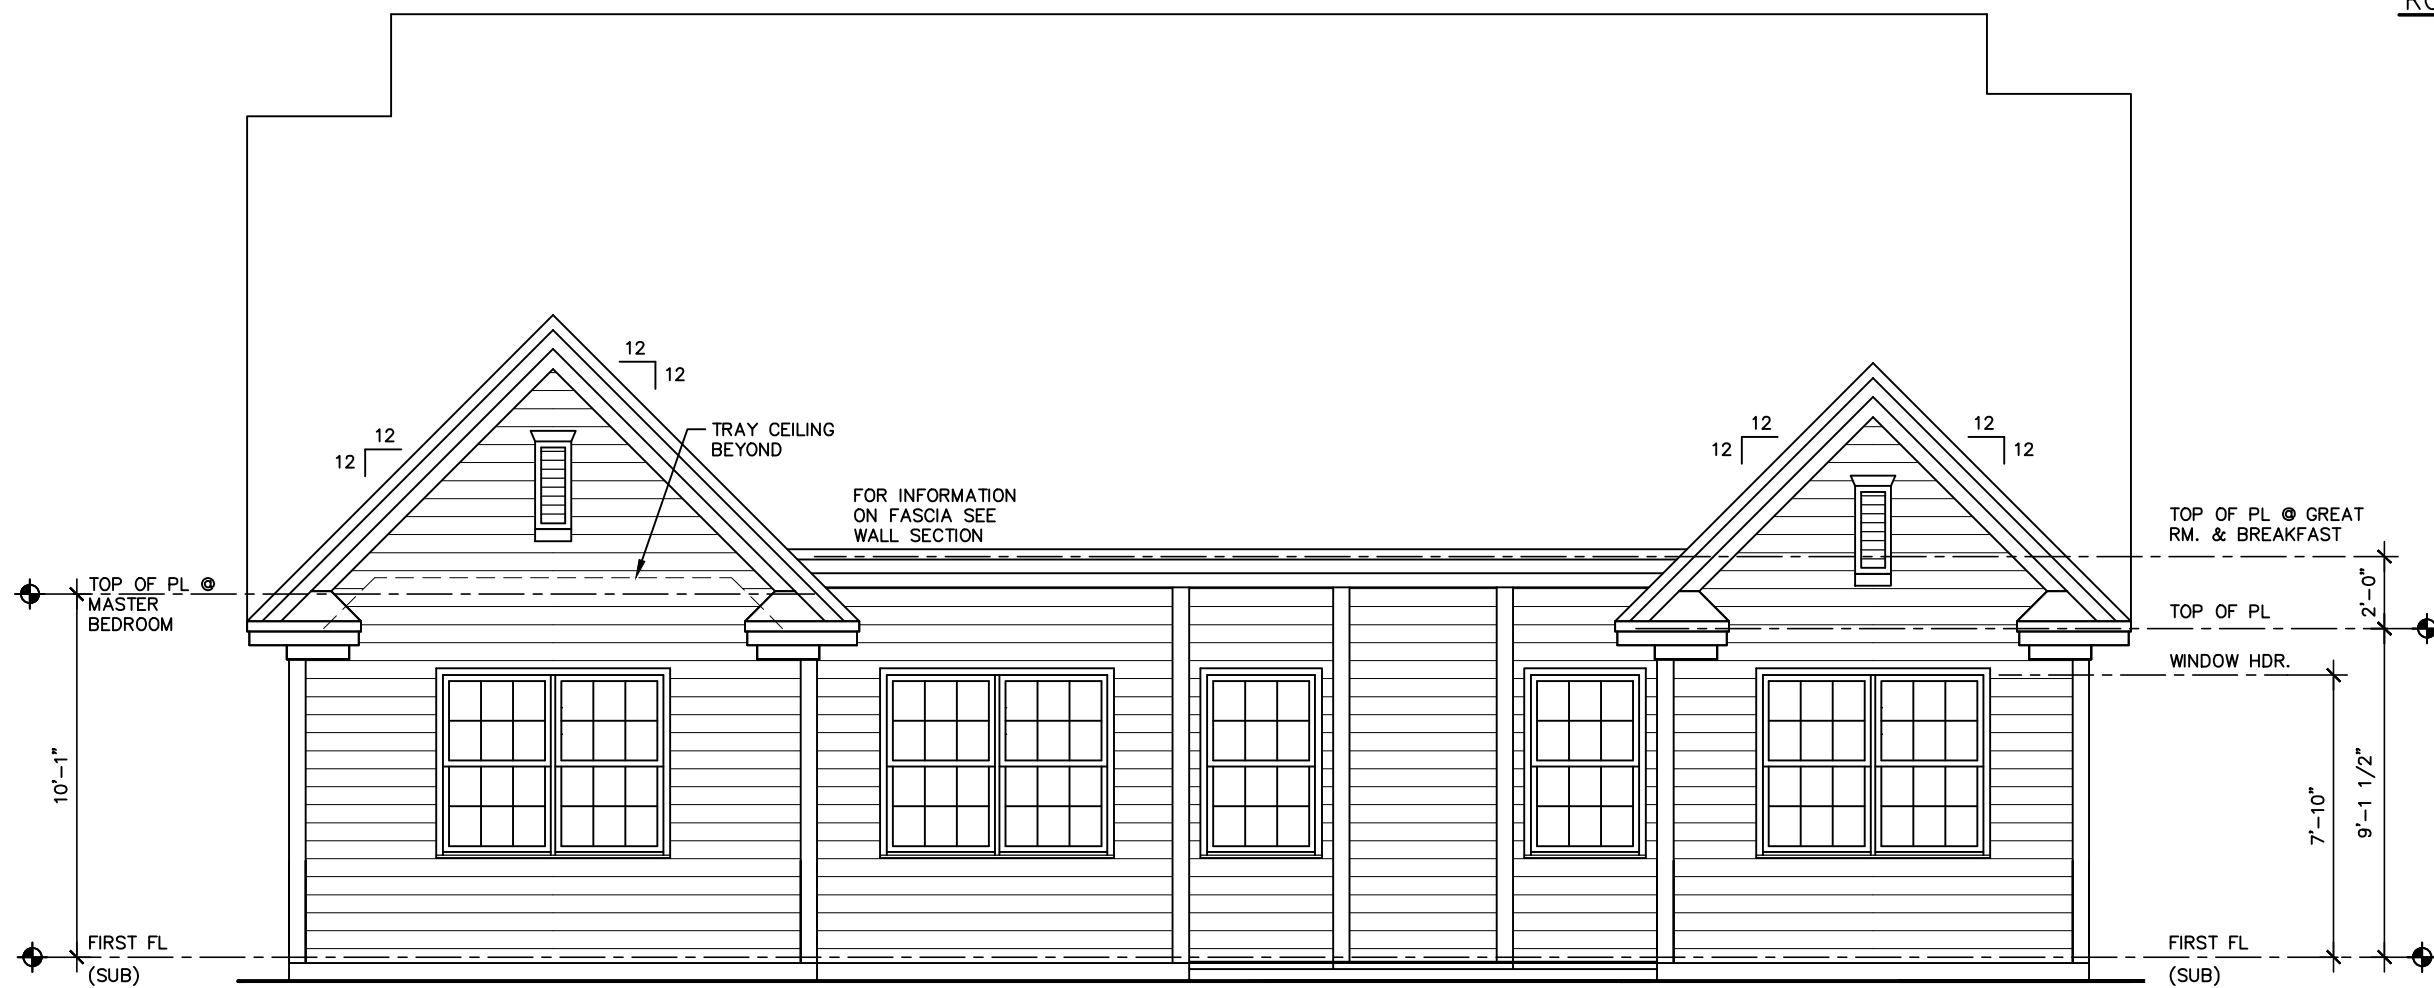 12
12
12
12
TRAY CEILING
BEYOND
12
12
12
12
FOR INFORMATION
ON FASCIA SEE
WALL SECTION
TOP OF PL @ GREAT
RM. & BREAKFAST
TOP OF PL @
MASTER
BEDROOM
2'-0"
TOP OF PL
WINDOW HDR.
10'-1"
7'-10"
9'-1 1/2"
FIRST FL
(SUB)
FIRST FL
(SUB)